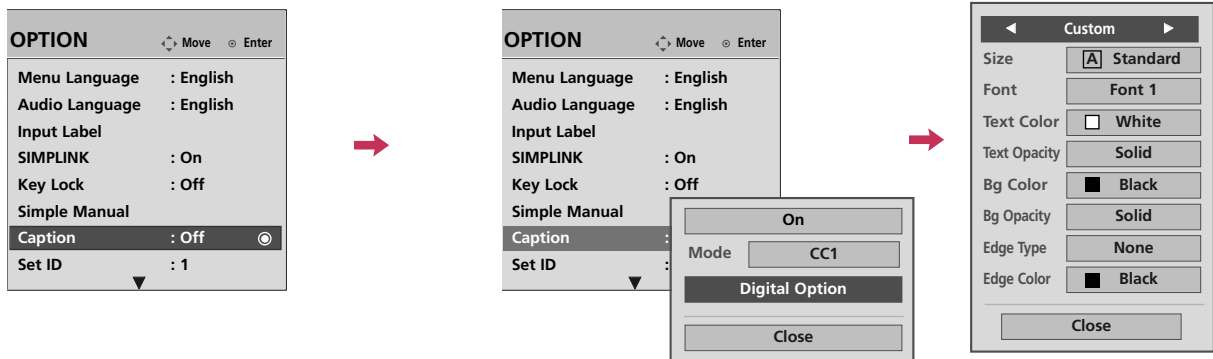 OPTION Move Enter
Menu Language : English
Audio Language : English
Input Label
SIMPLINK : On
Key Lock : Off
Simple Manual
Caption : Off
Set ID : 1
OPTION Move Enter
Menu Language : English
Audio Language : English
Input Label
SIMPLINK : On
Key Lock : Off
Simple Manual
Caption :
Set ID :
On
Mode CC1
Digital Option
Close
Custom
Size A Standard
Font Font 1
Text Color White
Text Opacity Solid
Bg Color Black
Bg Opacity Solid
Edge Type None
Edge Color Black
Close